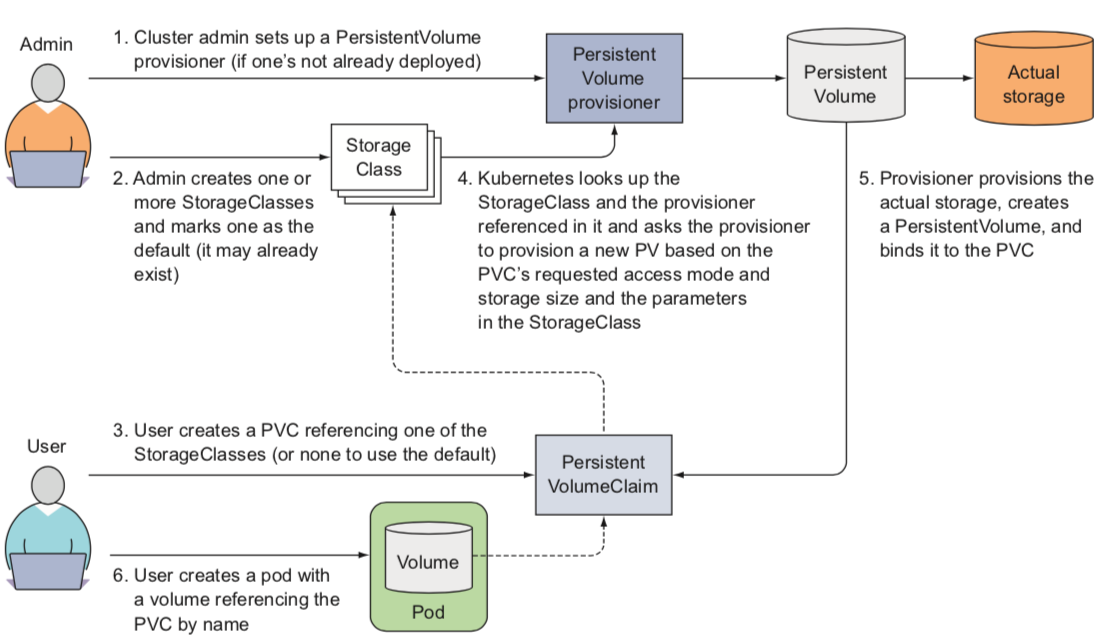 Admin
1. Cluster admin sets up a PersistentVolume
provisioner (if one's not already deployed)
Persistent
Volume
provisioner
Persistent
Volume
Actual
storage
Storage
Class
2. Admin creates one or
more StorageClasses
and marks one as the
default (it may already
exist)
4. Kubernetes looks up the
StorageClass and the provisioner
referenced in it and asks the provisioner
to provision a new PV based on the
PVC's requested access mode and
storage size and the parameters
in the StorageClass
5. Provisioner provisions the
actual storage, creates
a PersistentVolume, and
binds it to the PVC
User
3. User creates a PVC referencing one of the
StorageClasses (or none to use the default)
Persistent
VolumeClaim
Volume
Pod
6. User creates a pod with
a volume referencing the
PVC by name